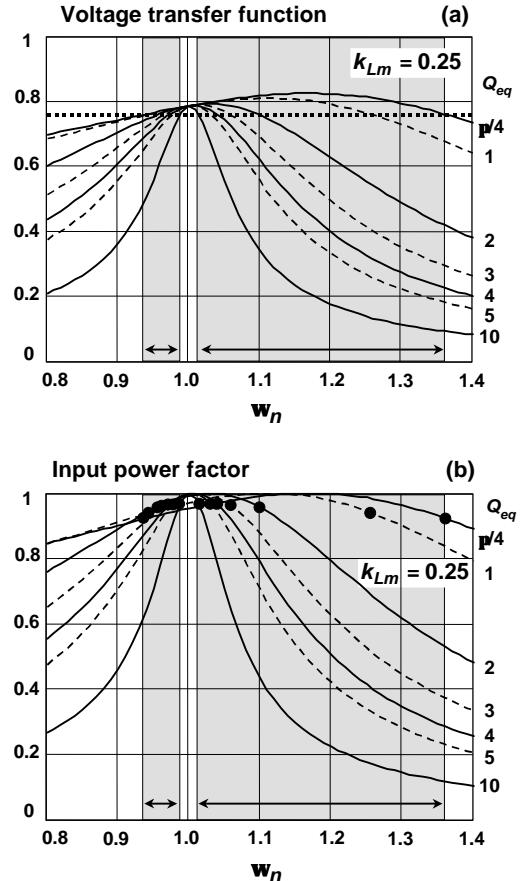 Voltage transfer function (a)
1
k_Lm = 0.25
Q_eq
0.8
π/4
1
0.6
0.4
2
3
0.2
4
5
10
0
0.8 0.9 1.0 1.1 1.2 1.3 1.4
w_n
Input power factor (b)
1
Q_eq
π/4
0.8
1
k_Lm = 0.25
0.6
2
0.4
3
4
0.2
5
10
0
0.8 0.9 1.0 1.1 1.2 1.3 1.4
w_n